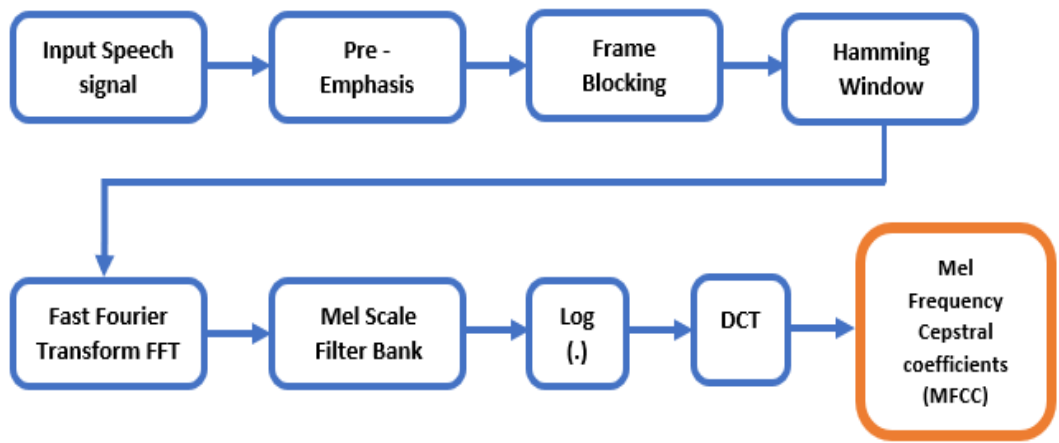 Input Speech
signal
Pre -
Emphasis
Frame
Blocking
Hamming
Window
Fast Fourier
Transform FFT
Mel Scale
Filter Bank
Log
(.)
DCT
Mel
Frequency
Cepstral
coefficients
(MFCC)